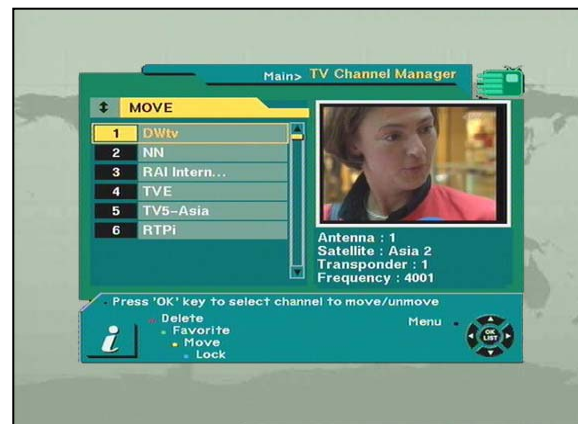 Main> TV Channel Manager
MOVE
1 DWtv
2 NN
3 RAI Intern...
4 TVE
5 TV5-Asia
6 RTPi
Antenna : 1
Satellite : Asia 2
Transponder : 1
Frequency : 4001
Press 'OK' key to select channel to move/unmove
Delete
Favorite
Move
Lock
Menu
OK
LIST
i